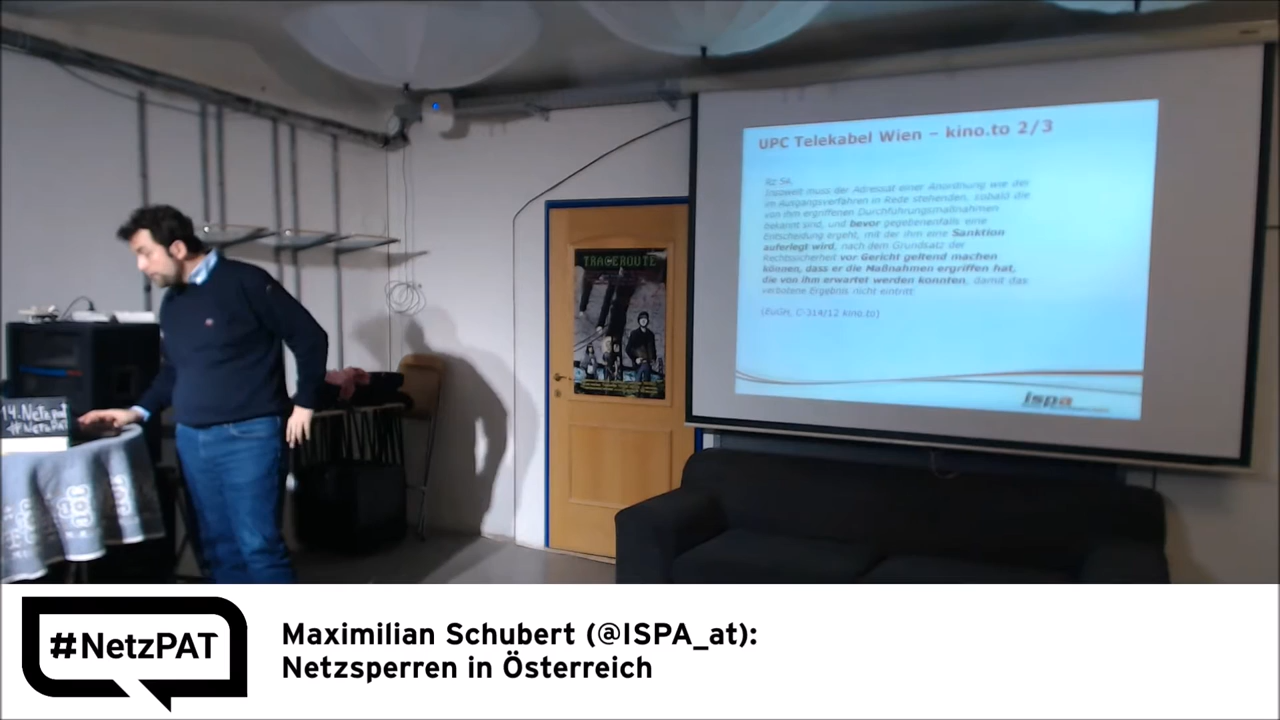 UPC Telekabel Wien – kino.to 2/3
Rz 54,
Insoweit muss der Adressat einer Anordnung wie der
im Ausgangsverfahren in Rede stehenden, sobald die
von ihm ergriffenen Durchführungsmaßnahmen
bekannt sind, und bevor gegebenenfalls eine
Entscheidung ergeht, mit der ihm eine Sanktion
auferlegt wird, nach dem Grundsatz der
Rechtssicherheit vor Gericht geltend machen
können, dass er die Maßnahmen ergriffen hat,
die von ihm erwartet werden konnten, damit das
verbotene Ergebnis nicht eintritt
(EuGH, C-314/12 kino.to)
ispa
TRACEROUTE
14.Netzpat
#NetzPAT
#NetzPAT
Maximilian Schubert (@ISPA_at):
Netzsperren in Österreich